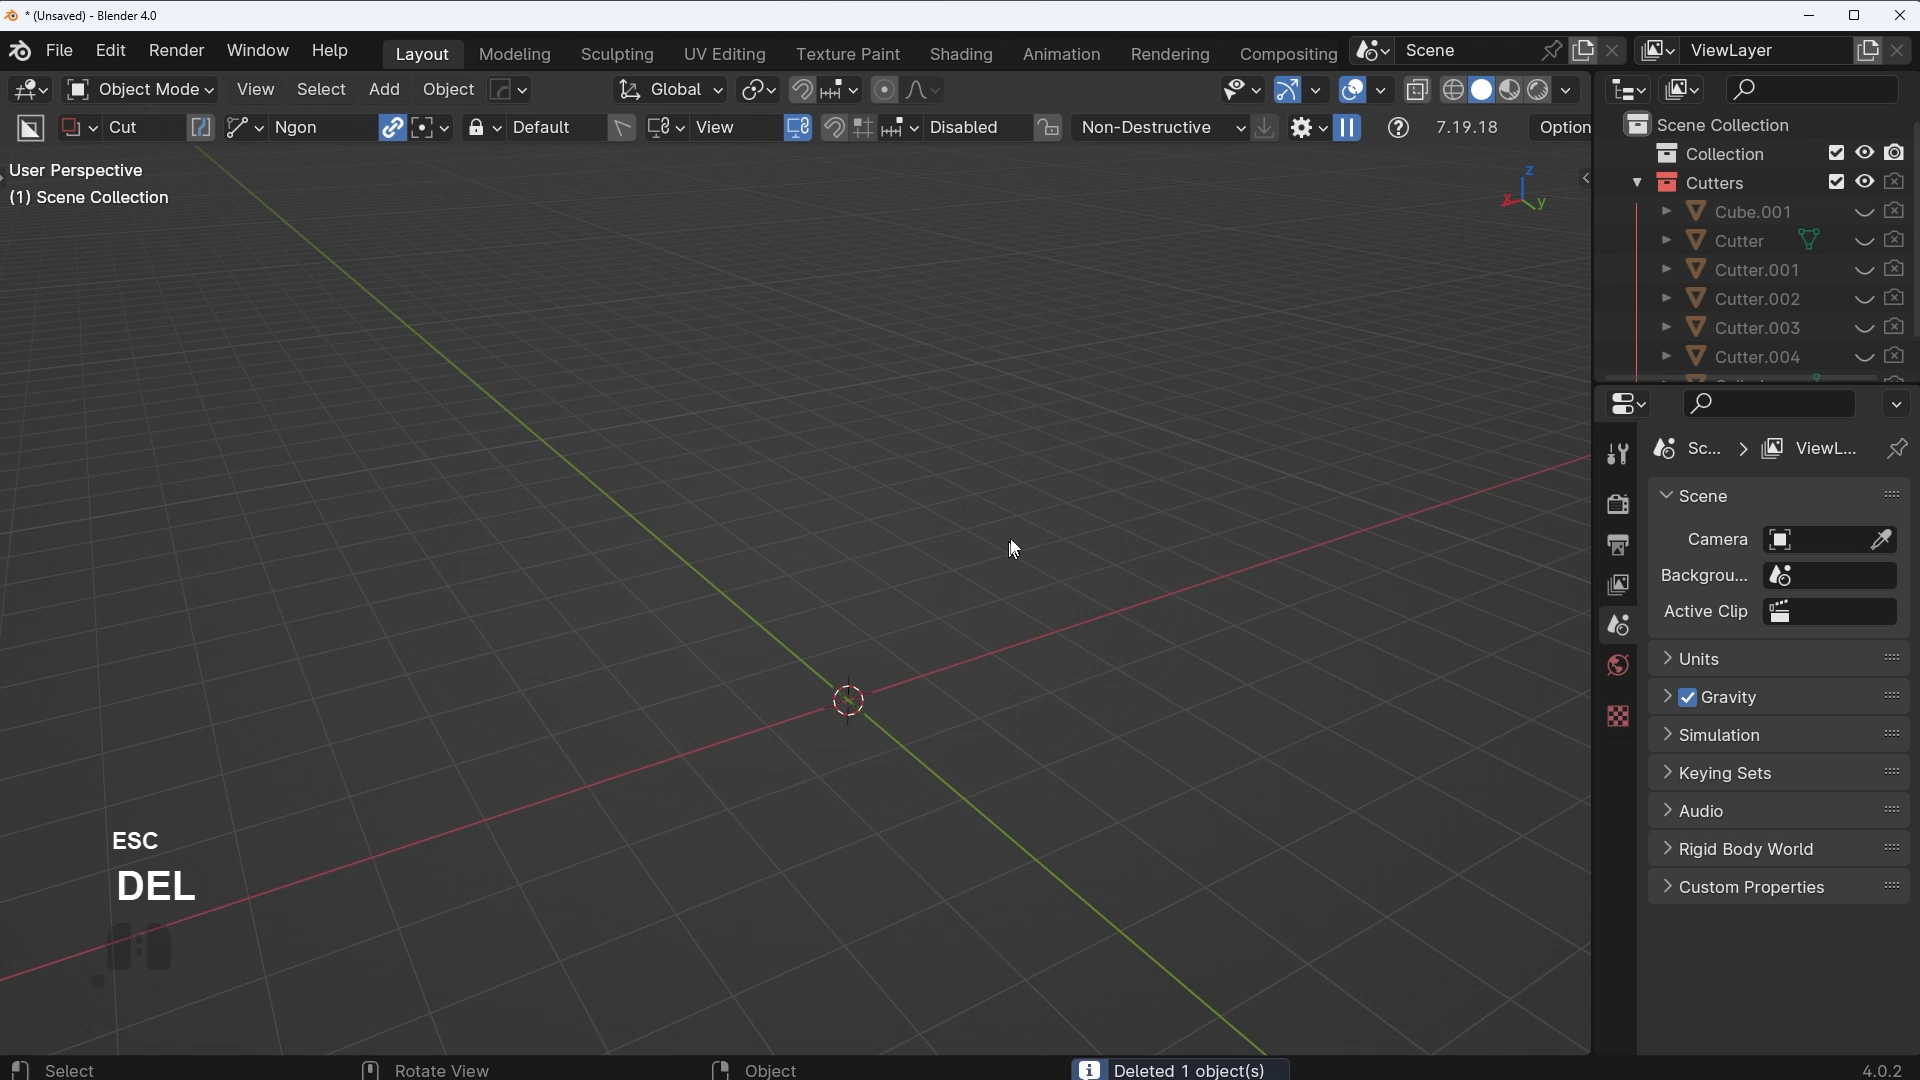 * (Unsaved) - Blender 4.0
File Edit Render Window Help Layout Modeling Sculpting UV Editing Texture Paint Shading Animation Rendering Compositing Scene ViewLayer
Object Mode View Select Add Object Global
Cut Ngon Default View Disabled Non-Destructive 7.19.18 Option
User Perspective
(1) Scene Collection
Z
X
Y
Scene Collection
Collection
Cutters
Cube.001
Cutter
Cutter.001
Cutter.002
Cutter.003
Cutter.004
Sc... > ViewL...
Scene
Camera
Backgrou...
Active Clip
Units
Gravity
Simulation
Keying Sets
Audio
Rigid Body World
Custom Properties
ESC
DEL
Select Rotate View Object Deleted 1 object(s) 4.0.2